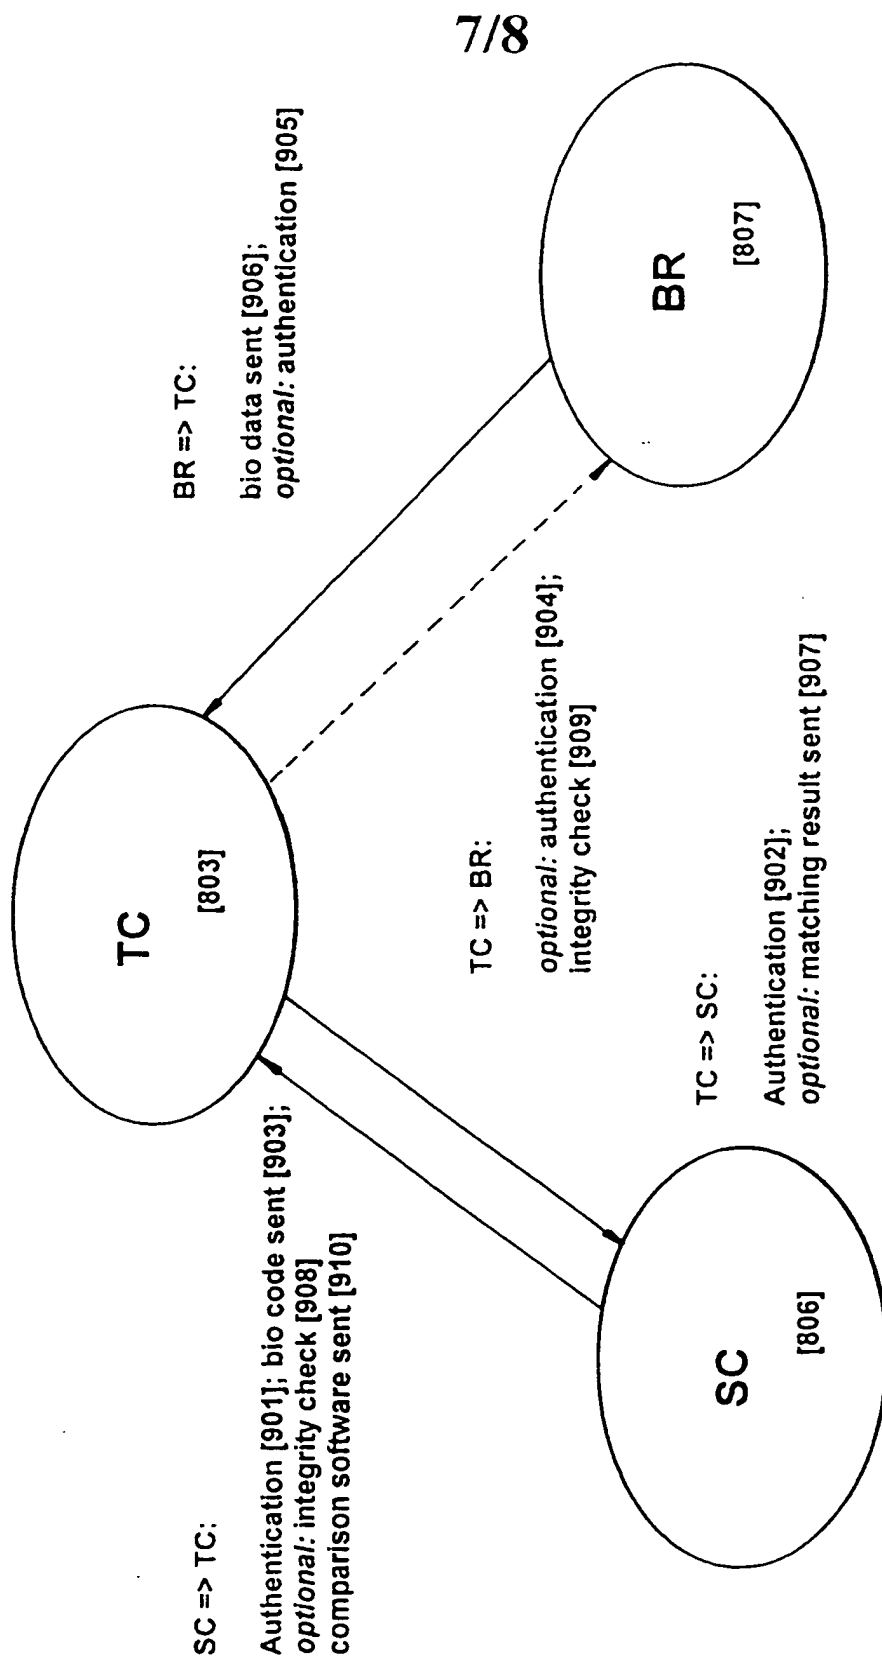 7/8
SC => TC:
Authentication [901]; bio code sent [903];
optional: integrity check [908]
comparison software sent [910]
TC
[803]
BR => TC:
bio data sent [906];
optional: authentication [905]
TC => BR:
optional: authentication [904];
integrity check [909]
TC => SC:
Authentication [902];
optional: matching result sent [907]
SC
[806]
BR
[807]